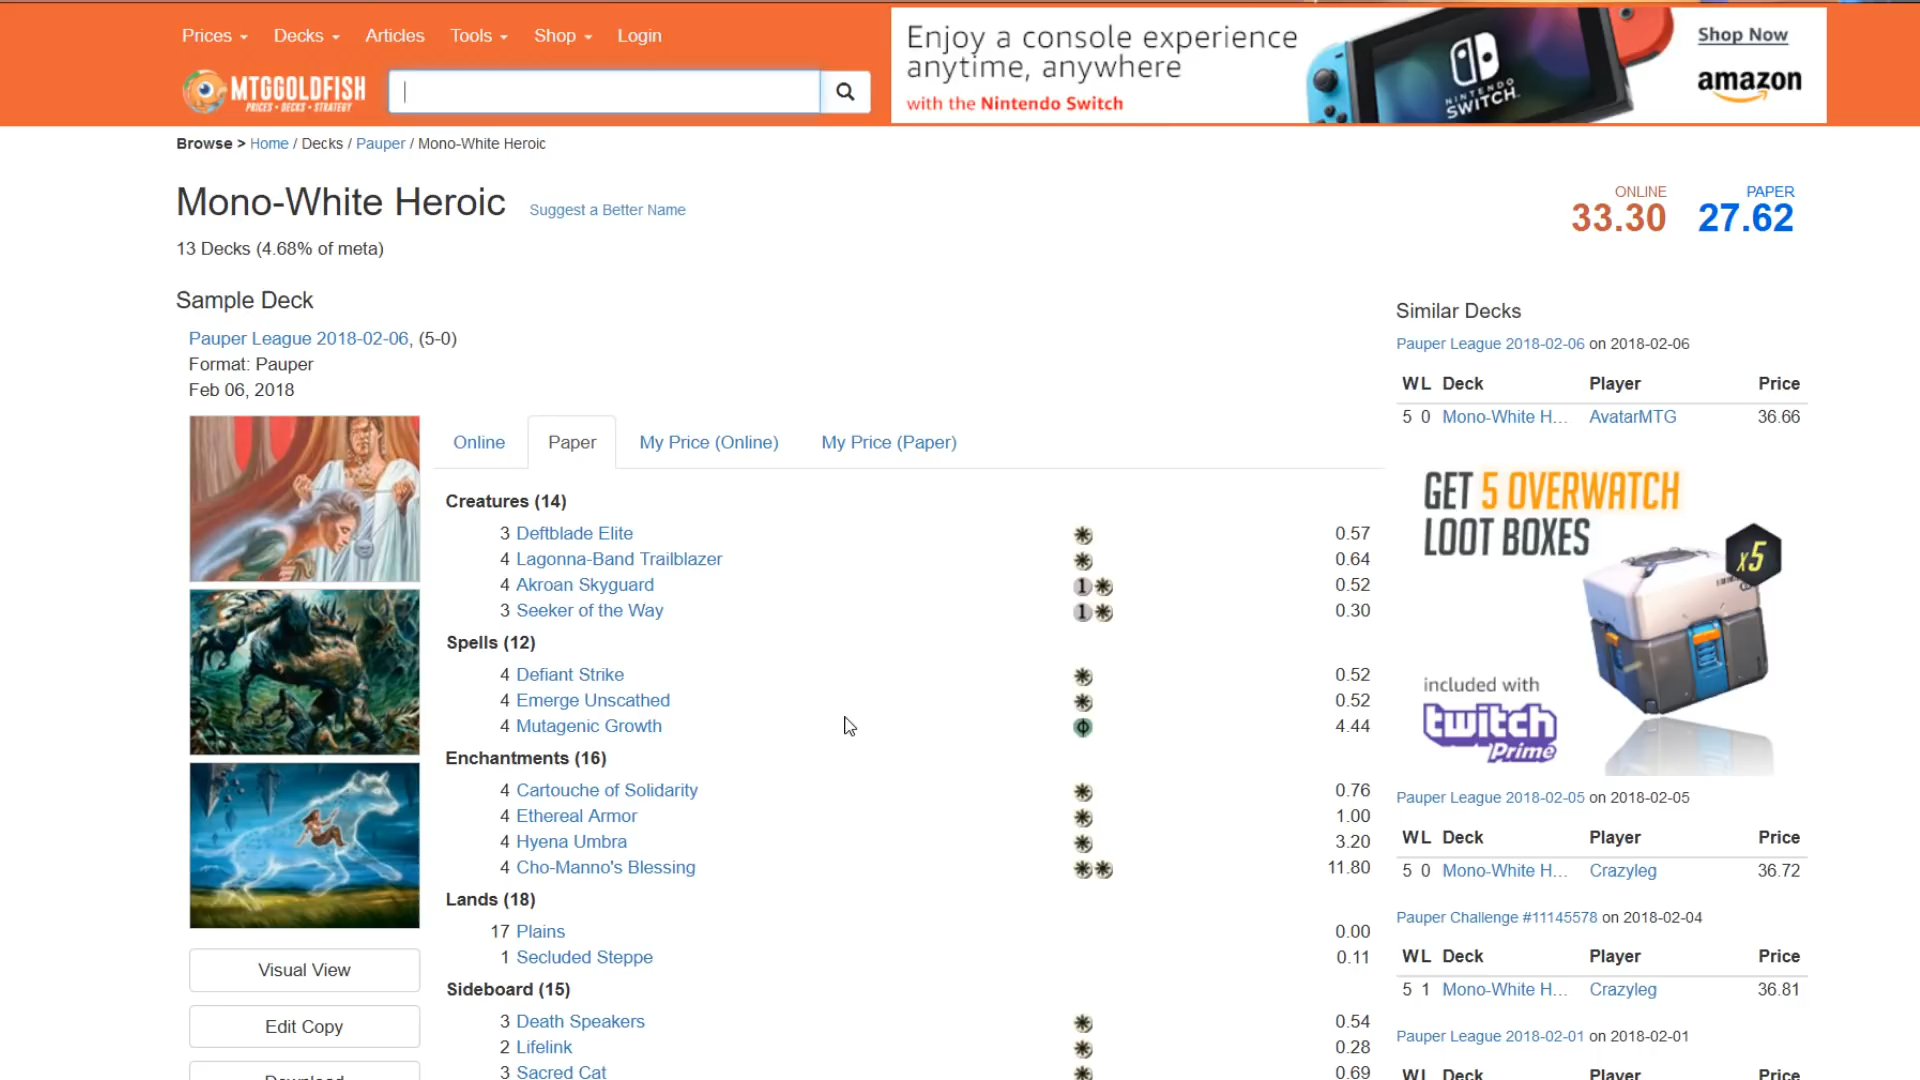 Prices Decks Articles Tools Shop Login
MTGGOLDFISH
PRICES • DECKS • STRATEGY
Enjoy a console experience
anytime, anywhere
with the Nintendo Switch
NINTENDO
SWITCH
Shop Now
amazon
Browse > Home / Decks / Pauper / Mono-White Heroic
Mono-White Heroic Suggest a Better Name
ONLINE PAPER
33.30 27.62
13 Decks (4.68% of meta)
Sample Deck
Pauper League 2018-02-06, (5-0)
Format: Pauper
Feb 06, 2018
Online Paper My Price (Online) My Price (Paper)
Creatures (14)
3 Deftblade Elite 0.57
4 Lagonna-Band Trailblazer 0.64
4 Akroan Skyguard 1 0.52
3 Seeker of the Way 1 0.30
Spells (12)
4 Defiant Strike 0.52
4 Emerge Unscathed 0.52
4 Mutagenic Growth 4.44
Enchantments (16)
4 Cartouche of Solidarity 0.76
4 Ethereal Armor 1.00
4 Hyena Umbra 3.20
4 Cho-Manno's Blessing 11.80
Lands (18)
17 Plains 0.00
1 Secluded Steppe 0.11
Sideboard (15)
3 Death Speakers 0.54
2 Lifelink 0.28
3 Sacred Cat 0.69
Visual View
Edit Copy
Download
Similar Decks
Pauper League 2018-02-06 on 2018-02-06
W L Deck Player Price
5 0 Mono-White H... AvatarMTG 36.66
GET 5 OVERWATCH
LOOT BOXES
x5
included with
twitch
Prime
Pauper League 2018-02-05 on 2018-02-05
W L Deck Player Price
5 0 Mono-White H... Crazyleg 36.72
Pauper Challenge #11145578 on 2018-02-04
W L Deck Player Price
5 1 Mono-White H... Crazyleg 36.81
Pauper League 2018-02-01 on 2018-02-01
W L Deck Player Price